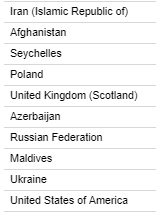 Iran (Islamic Republic of)
Afghanistan
Seychelles
Poland
United Kingdom (Scotland)
Azerbaijan
Russian Federation
Maldives
Ukraine
United States of America